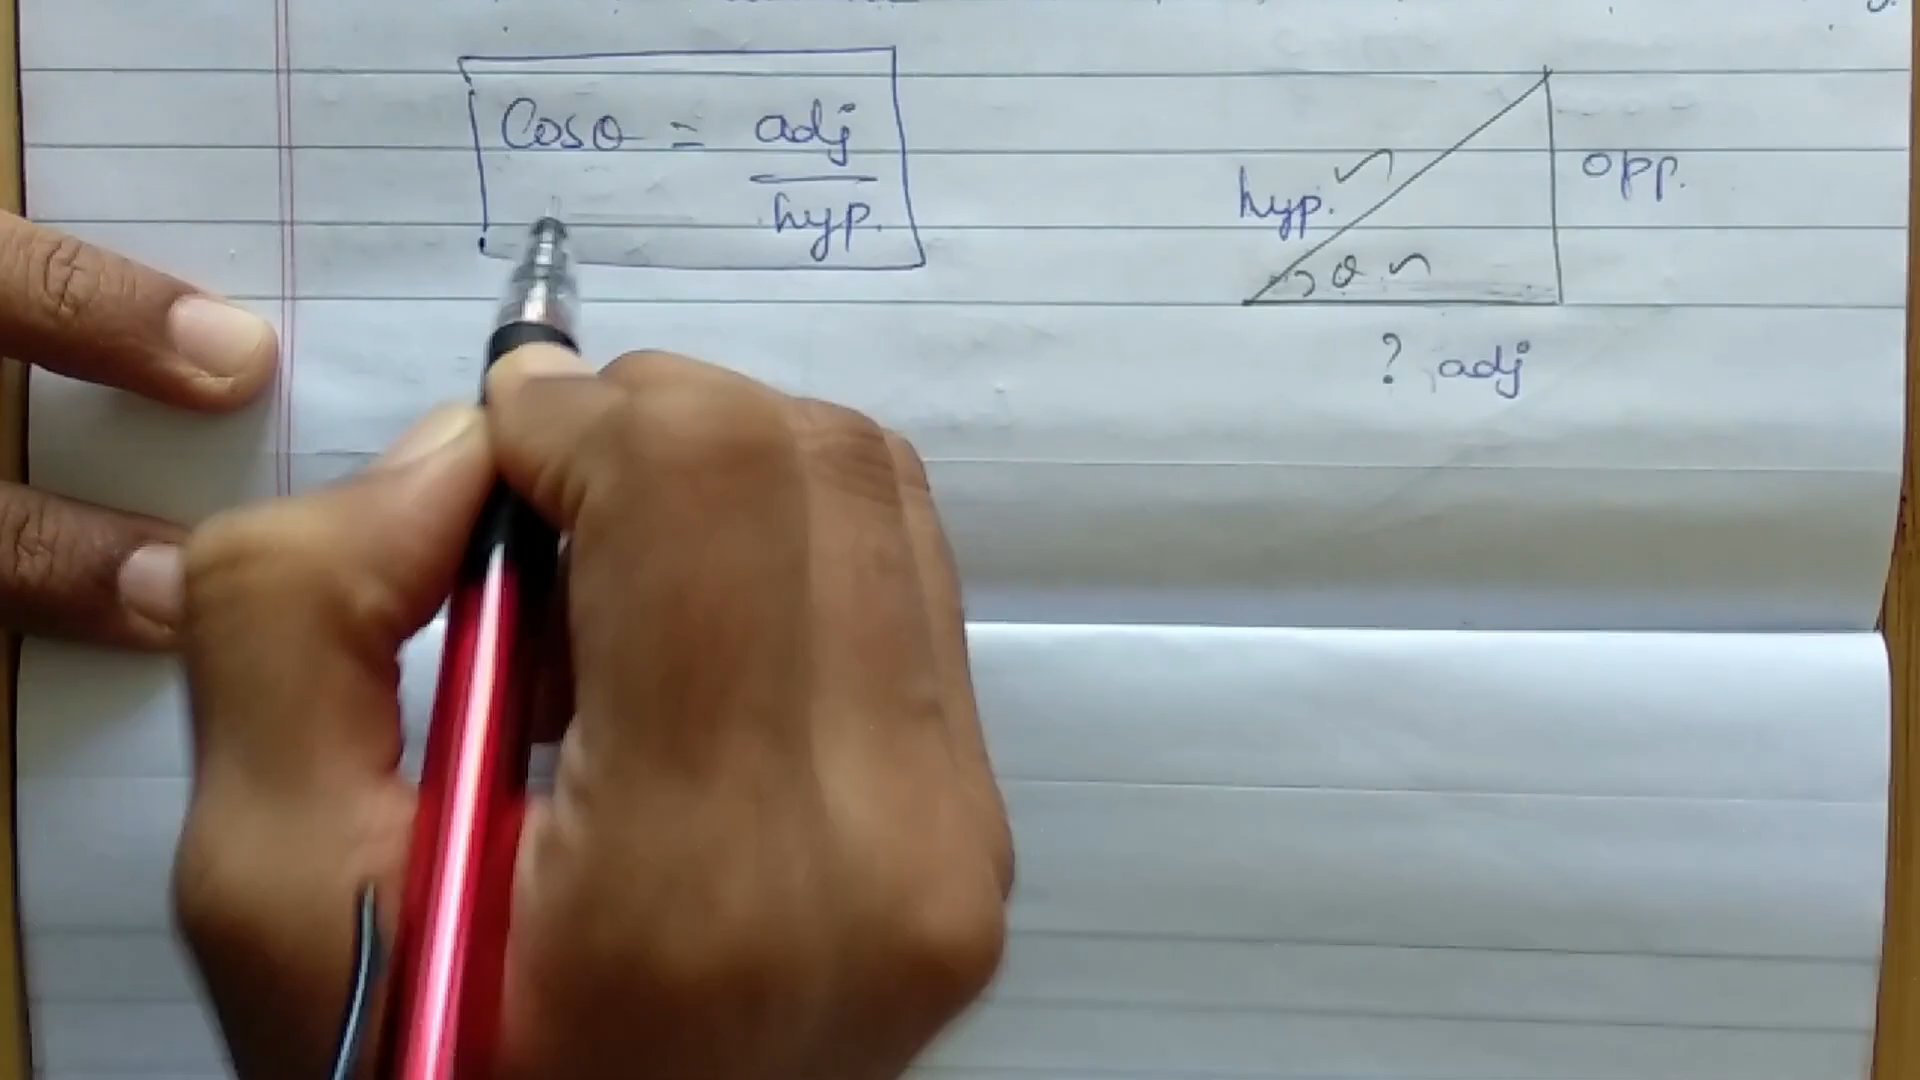 Cosθ = adj
hyp.
hyp.
opp.
θ
? adj